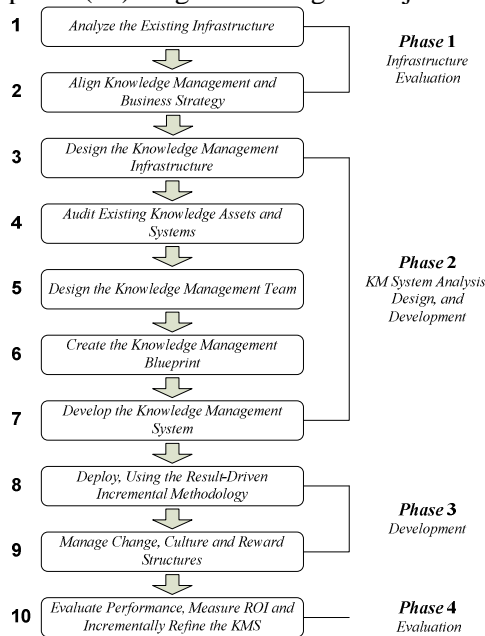 1
Analyze the Existing Infrastructure
2
Align Knowledge Management and
Business Strategy
Phase 1
Infrastructure
Evaluation
3
Design the Knowledge Management
Infrastructure
4
Audit Existing Knowledge Assets and
Systems
5
Design the Knowledge Management Team
6
Create the Knowledge Management
Blueprint
7
Develop the Knowledge Management
System
Phase 2
KM System Analysis
Design, and
Development
8
Deploy, Using the Result-Driven
Incremental Methodology
9
Manage Change, Culture and Reward
Structures
Phase 3
Development
10
Evaluate Performance, Measure ROI and
Incrementally Refine the KMS
Phase 4
Evaluation